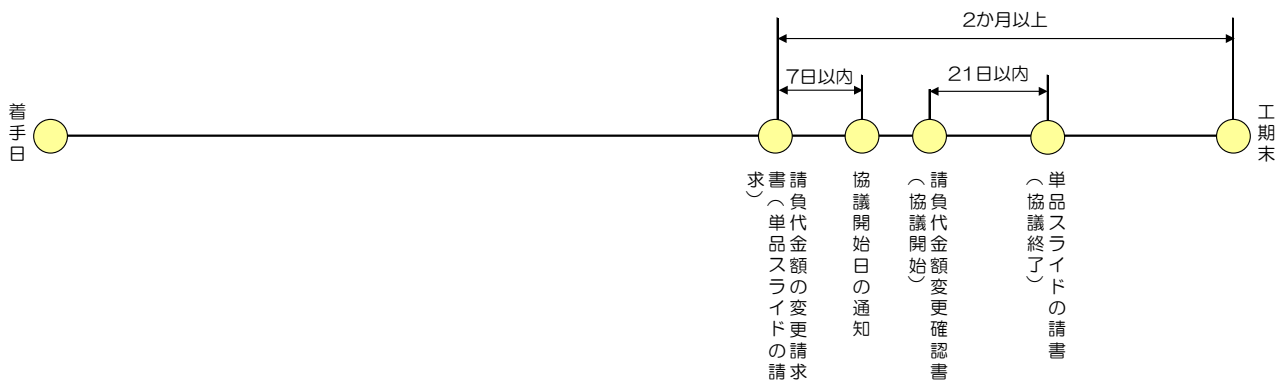 2か月以上
7日以内
21日以内
着手日
工期末
請負代金額の変更請求
書（単品スライドの請
求）
協議開始日の通知
請負代金額変更確認書
（協議開始）
単品スライドの請書
（協議終了）